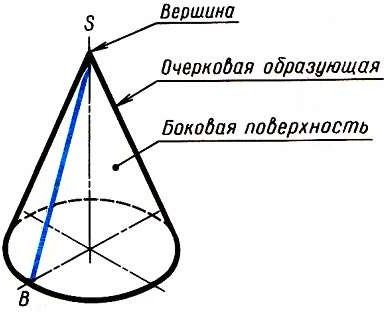 Вершина
S
Очерковая образующая
Боковая поверхность
B